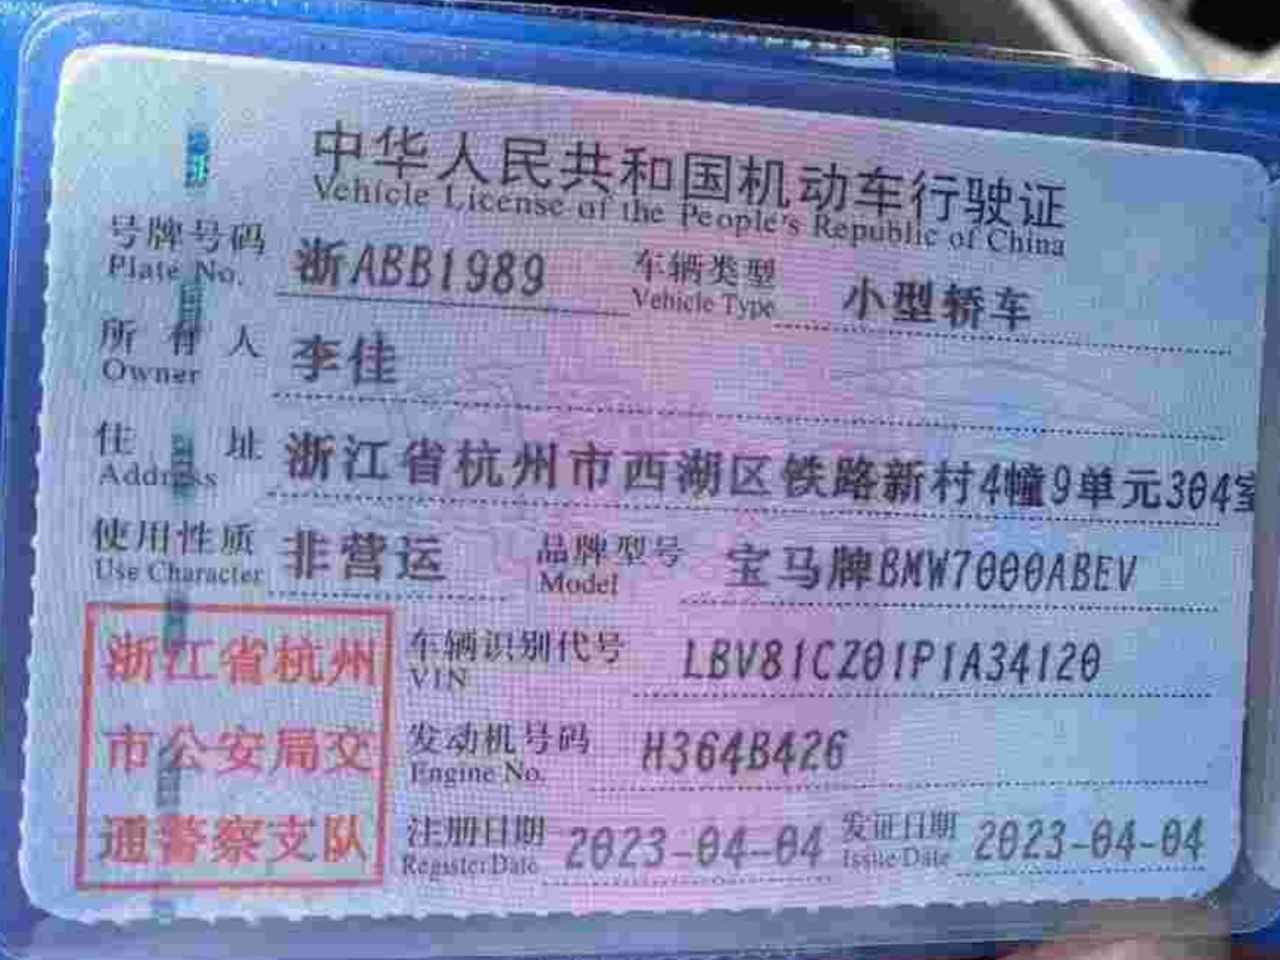 中华人民共和国机动车行驶证
Vehicle License of the People's Republic of China
号牌号码 浙ABB1989 车辆类型 小型轿车
Plate No. Vehicle Type
所有人 李佳
Owner
住址 浙江省杭州市西湖区铁路新村4幢9单元304室
Address
使用性质 非营运 品牌型号 宝马牌BMW7000ABEV
Use Character Model
浙江省杭州 车辆识别代号 LBV81CZ01P1A34120
VIN
市公安局交 发动机号码 H364B426
Engine No.
通警察支队 注册日期 2023-04-04 发证日期 2023-04-04
Register Date Issue Date